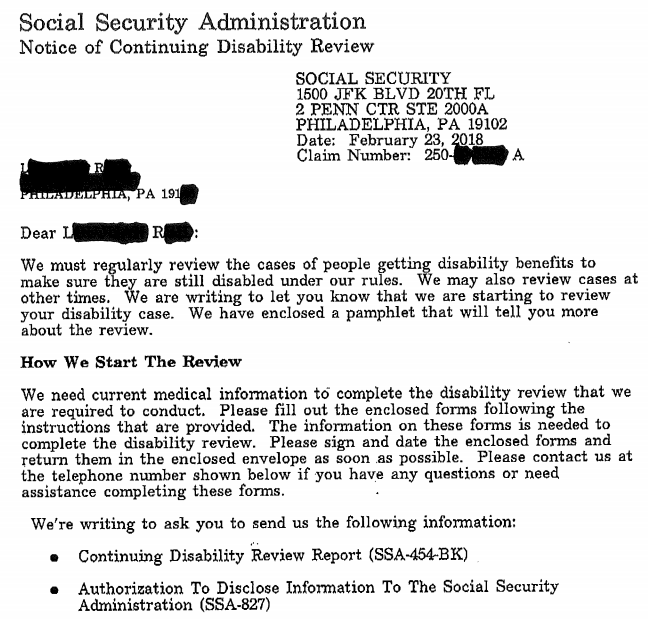 Social Security Administration
Notice of Continuing Disability Review
SOCIAL SECURITY
1500 JFK BLVD 20TH FL
2 PENN CTR STE 2000A
PHILADELPHIA, PA 19102
Date: February 23, 2018
Claim Number: 250- A
L R
PHILADELPHIA, PA 191
Dear L R :
We must regularly review the cases of people getting disability benefits to
make sure they are still disabled under our rules. We may also review cases at
other times. We are writing to let you know that we are starting to review
your disability case. We have enclosed a pamphlet that will tell you more
about the review.
How We Start The Review
We need current medical information to complete the disability review that we
are required to conduct. Please fill out the enclosed forms following the
instructions that are provided. The information on these forms is needed to
complete the disability review. Please sign and date the enclosed forms and
return them in the enclosed envelope as soon as possible. Please contact us at
the telephone number shown below if you have any questions or need
assistance completing these forms.
We're writing to ask you to send us the following information:
• Continuing Disability Review Report (SSA-454-BK)
• Authorization To Disclose Information To The Social Security
Administration (SSA-827)